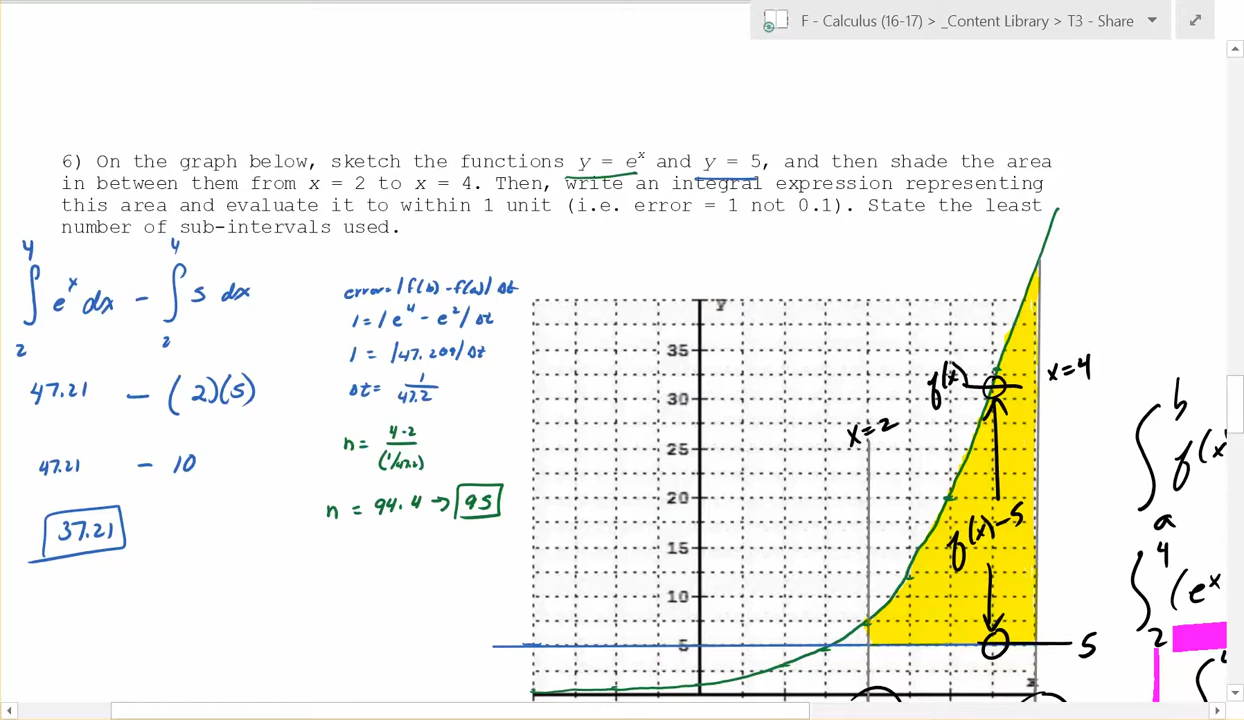 F - Calculus (16-17) > _Content Library > T3 - Share
6) On the graph below, sketch the functions y = eˣ and y = 5, and then shade the area
in between them from x = 2 to x = 4. Then, write an integral expression representing
this area and evaluate it to within 1 unit (i.e. error = 1 not 0.1). State the least
number of sub-intervals used.
∫₂⁴ eˣ dx - ∫₂⁴ 5 dx
47.21 - (2)(5)
47.21 - 10
37.21
error = |f(b) - f(a)| Δt
1 = |e⁴ - e²| Δt
1 = |47.209| Δt
Δt = 1/47.2
n = 4-2/(1/47.2)
n = 94.4 → 95
y
35
30
25
20
15
10
5
x
x=2
x=4
f(x)
f(x)-5
5
∫ₐᵇ f(x)
∫₂⁴ (eˣ